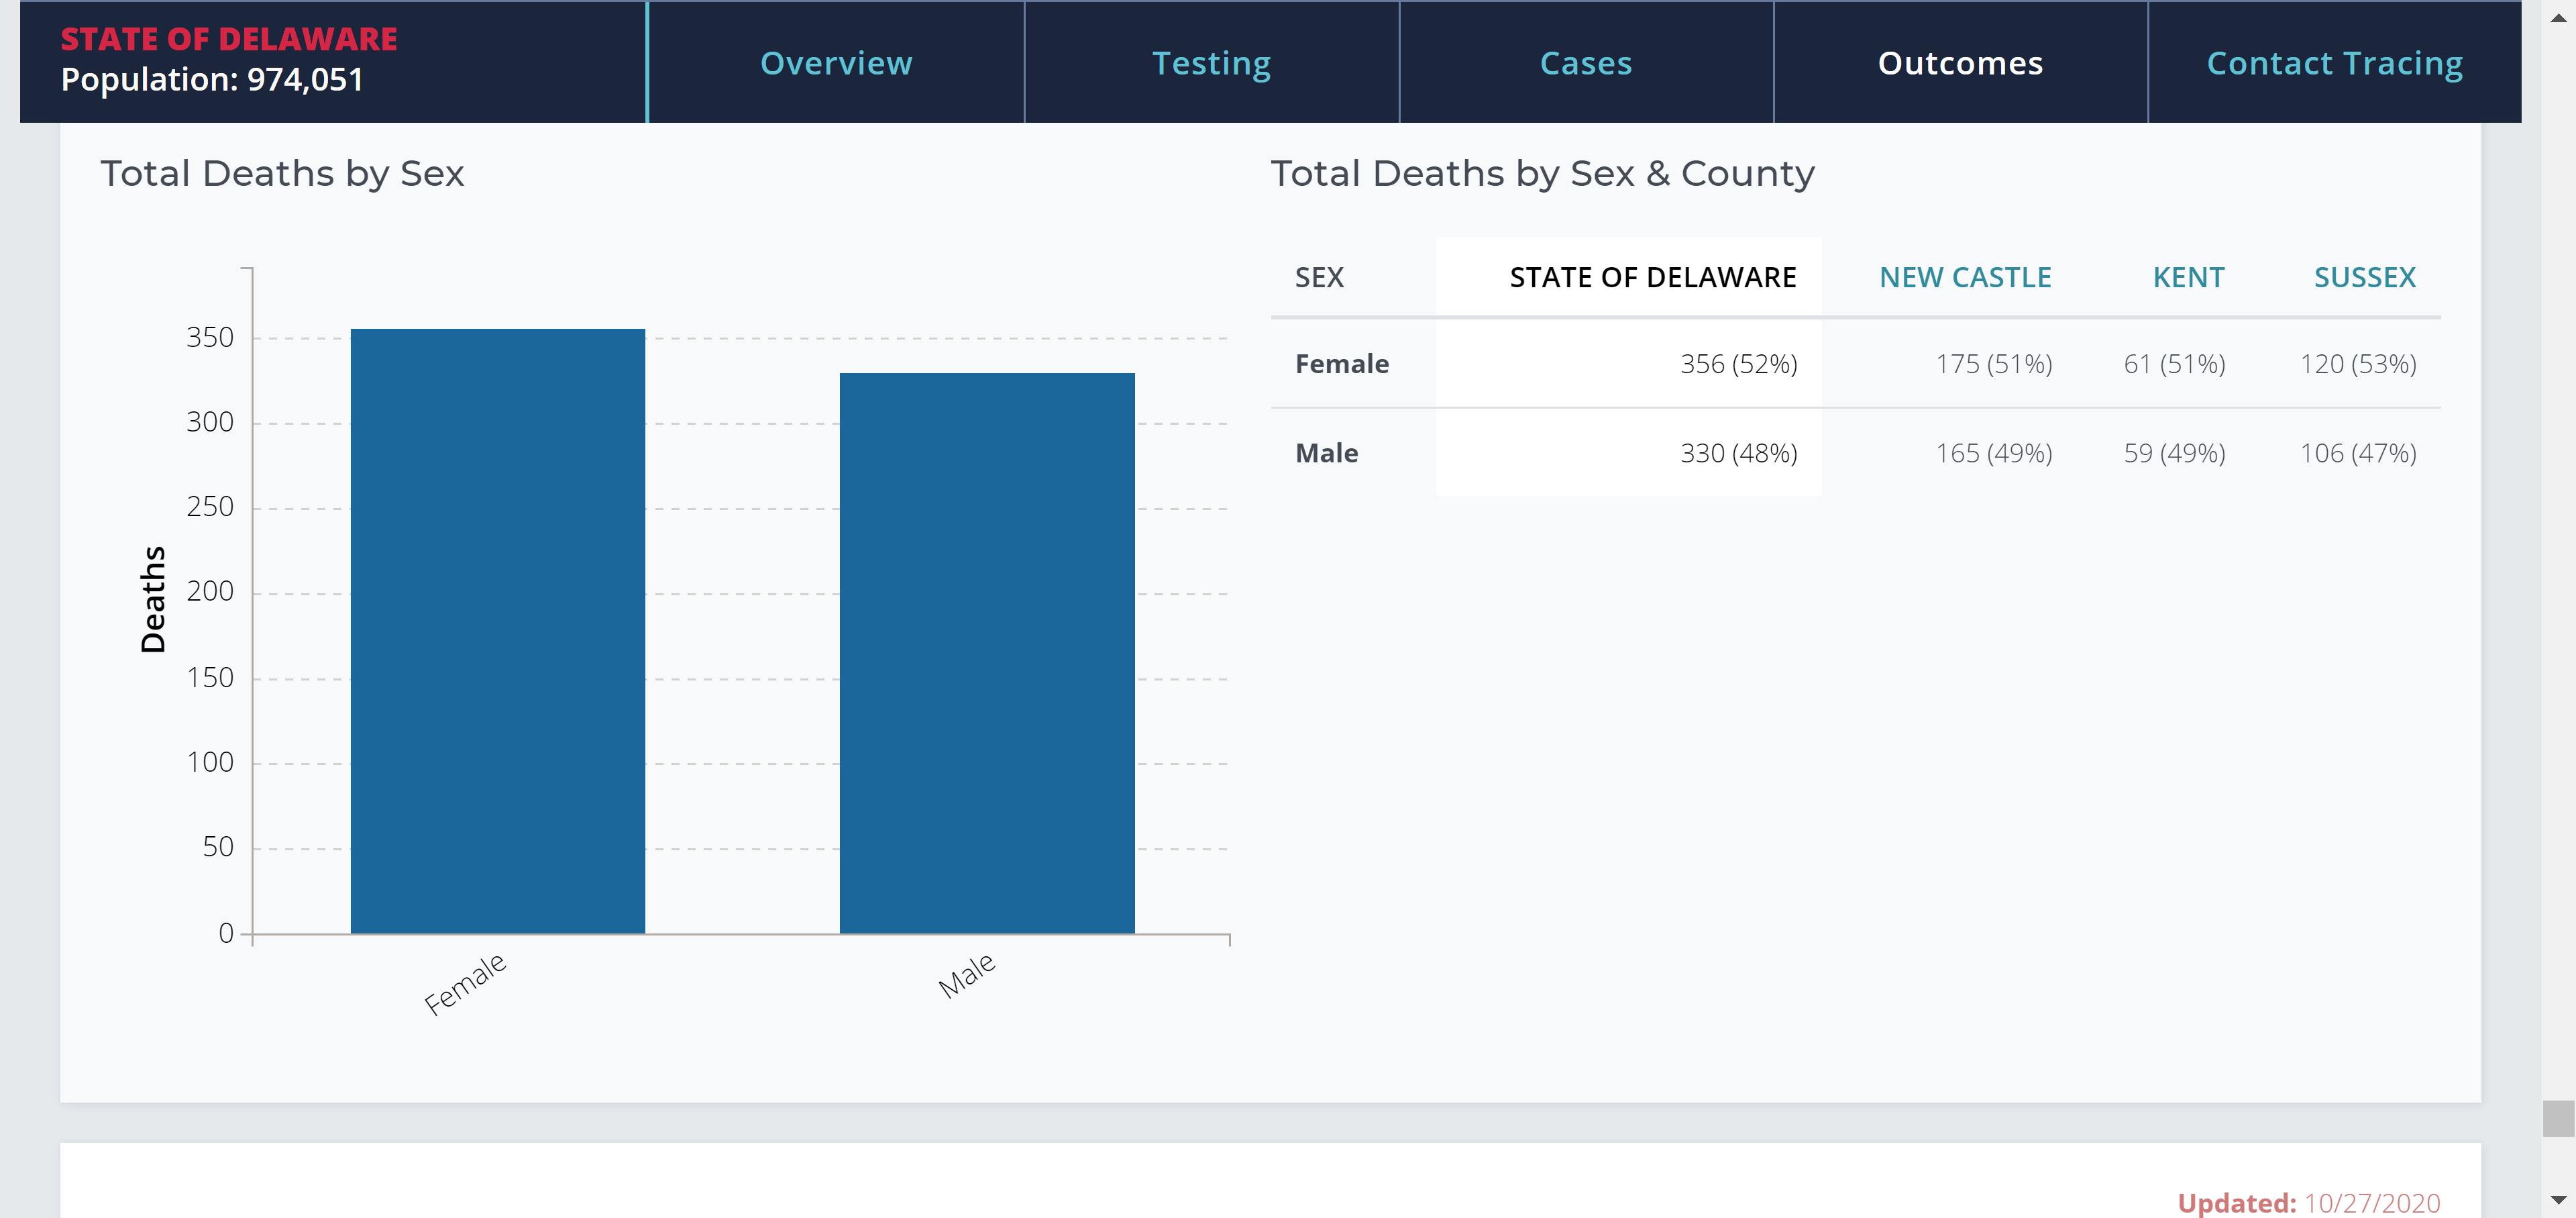 STATE OF DELAWARE
Population: 974,051
Overview
Testing
Cases
Outcomes
Contact Tracing
Total Deaths by Sex
Deaths
350
300
250
200
150
100
50
0
Female
Male
Total Deaths by Sex & County
SEX STATE OF DELAWARE NEW CASTLE KENT SUSSEX
Female 356 (52%) 175 (51%) 61 (51%) 120 (53%)
Male 330 (48%) 165 (49%) 59 (49%) 106 (47%)
Updated: 10/27/2020